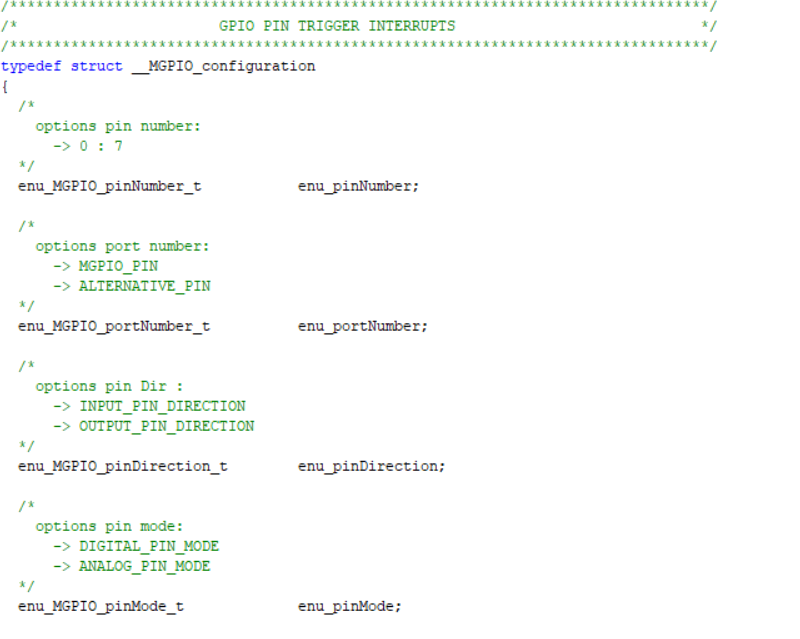 /******************************************************************************/
/* GPIO PIN TRIGGER INTERRUPTS */
/******************************************************************************/
typedef struct __MGPIO_configuration
{
/*
options pin number:
-> 0 : 7
*/
enu_MGPIO_pinNumber_t enu_pinNumber;
/*
options port number:
-> MGPIO_PIN
-> ALTERNATIVE_PIN
*/
enu_MGPIO_portNumber_t enu_portNumber;
/*
options pin Dir :
-> INPUT_PIN_DIRECTION
-> OUTPUT_PIN_DIRECTION
*/
enu_MGPIO_pinDirection_t enu_pinDirection;
/*
options pin mode:
-> DIGITAL_PIN_MODE
-> ANALOG_PIN_MODE
*/
enu_MGPIO_pinMode_t enu_pinMode;